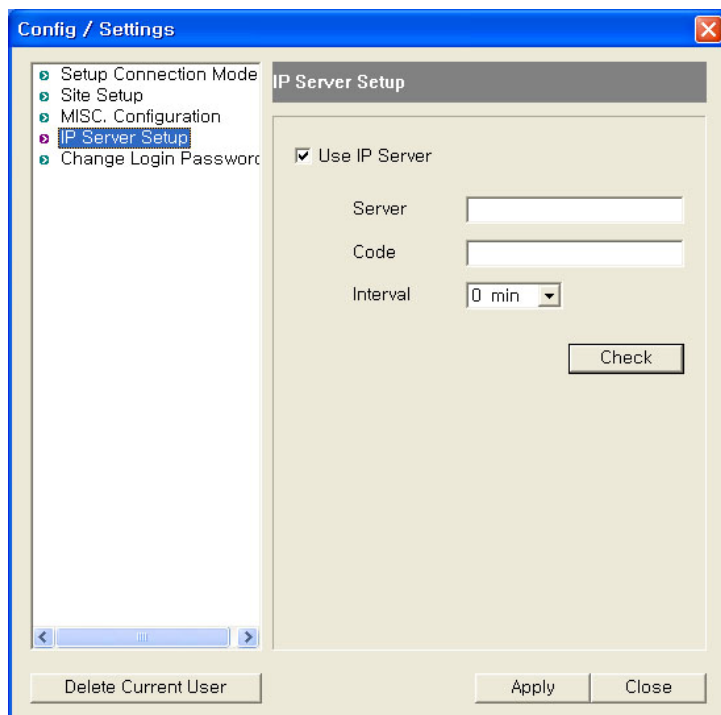 Config / Settings
Setup Connection Mode
Site Setup
MISC. Configuration
IP Server Setup
Change Login Password
IP Server Setup
Use IP Server
Server
Code
Interval
0 min
Check
Delete Current User
Apply
Close